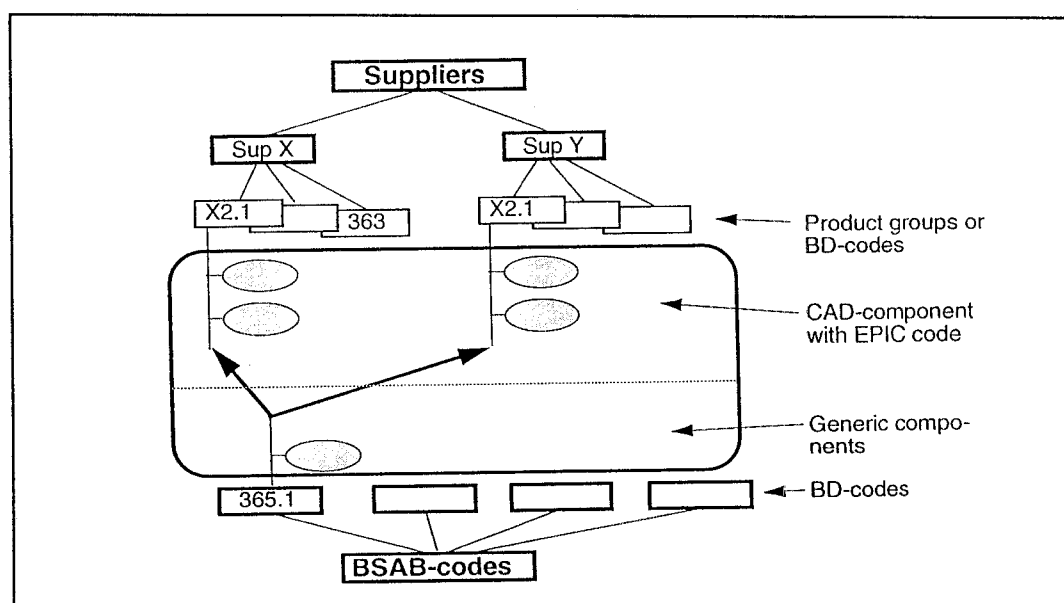 Suppliers
Sup X
Sup Y
X2.1
363
X2.1
Product groups or
BD-codes
CAD-component
with EPIC code
Generic compo-
nents
365.1
BD-codes
BSAB-codes